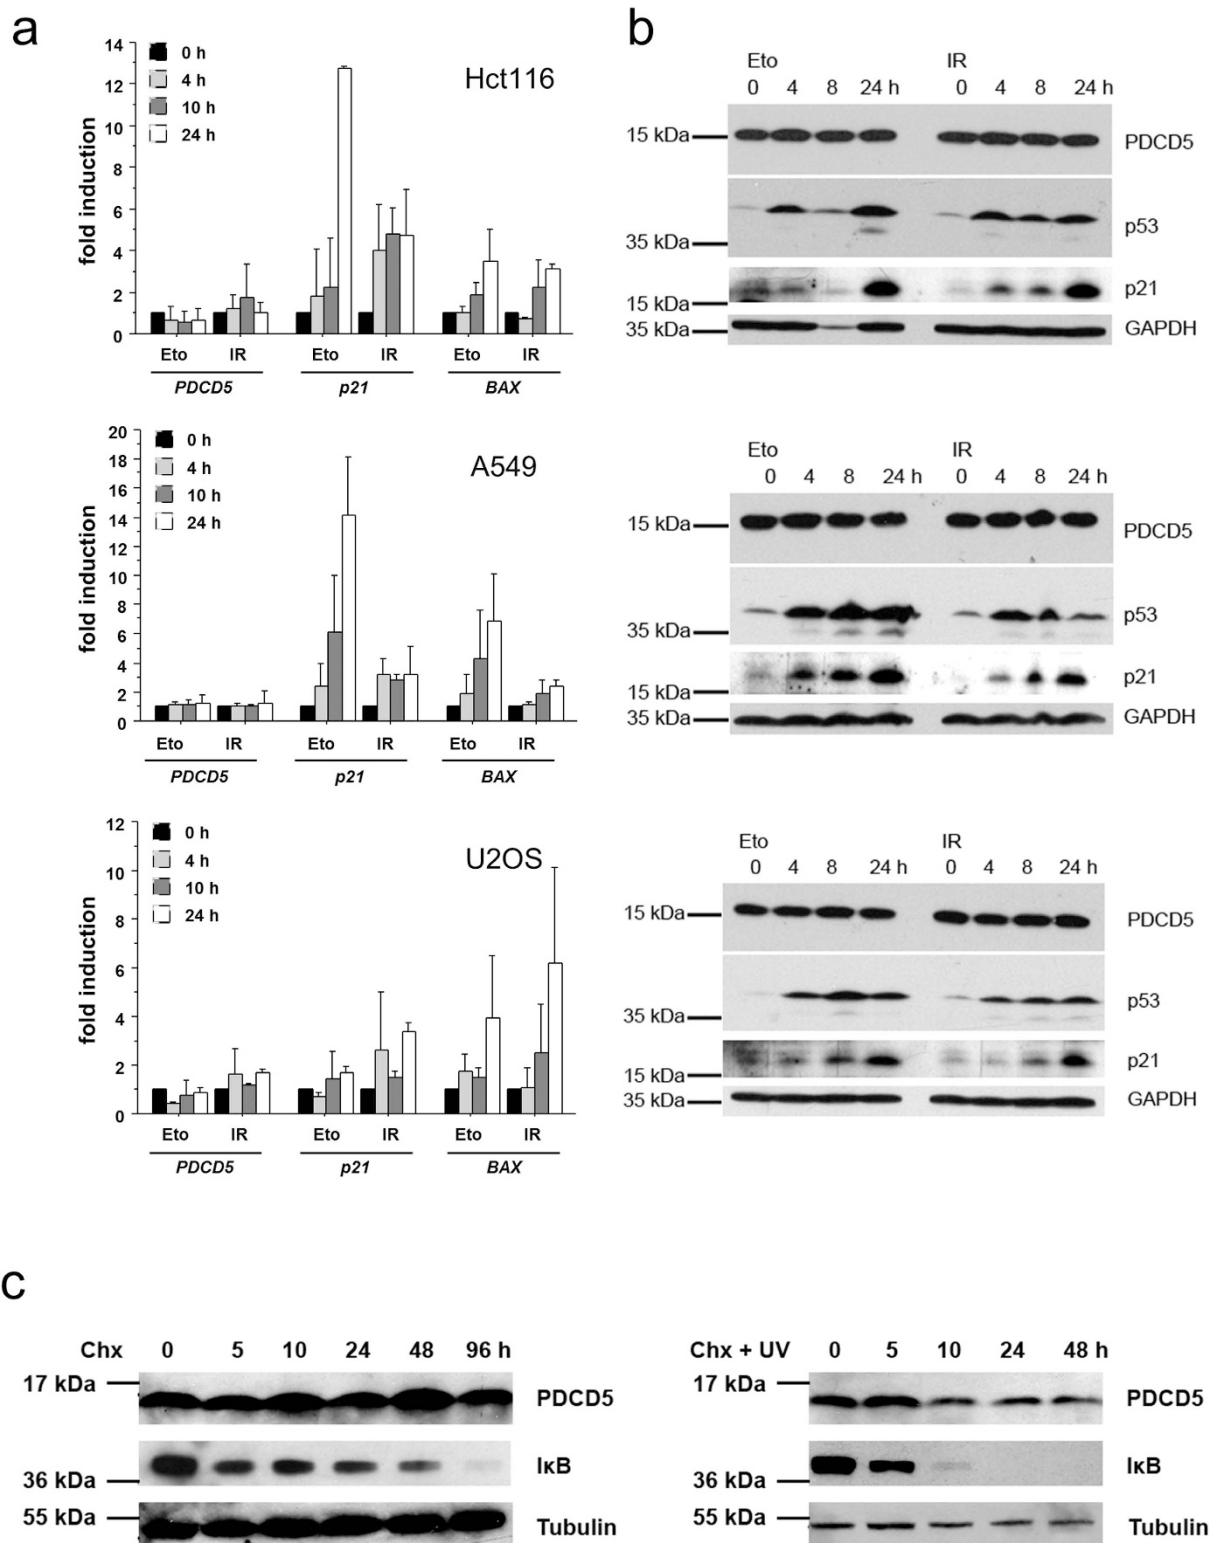 a
14
12
10
8
6
4
2
0
fold induction
0 h
4 h
10 h
24 h
Hct116
Eto IR Eto IR Eto IR
PDCD5 p21 BAX
20
18
16
14
12
10
8
6
4
2
0
fold induction
0 h
4 h
10 h
24 h
A549
Eto IR Eto IR Eto IR
PDCD5 p21 BAX
12
10
8
6
4
2
0
fold induction
0 h
4 h
10 h
24 h
U2OS
Eto IR Eto IR Eto IR
PDCD5 p21 BAX
b
Eto IR
0 4 8 24 h 0 4 8 24 h
15 kDa PDCD5
p53
35 kDa
p21
15 kDa
35 kDa GAPDH
Eto IR
0 4 8 24 h 0 4 8 24 h
15 kDa PDCD5
p53
35 kDa
p21
15 kDa
35 kDa GAPDH
Eto IR
0 4 8 24 h 0 4 8 24 h
15 kDa PDCD5
p53
35 kDa
p21
15 kDa
35 kDa GAPDH
c
Chx 0 5 10 24 48 96 h
17 kDa PDCD5
IκB
36 kDa
55 kDa Tubulin
Chx + UV 0 5 10 24 48 h
17 kDa PDCD5
IκB
36 kDa
55 kDa Tubulin